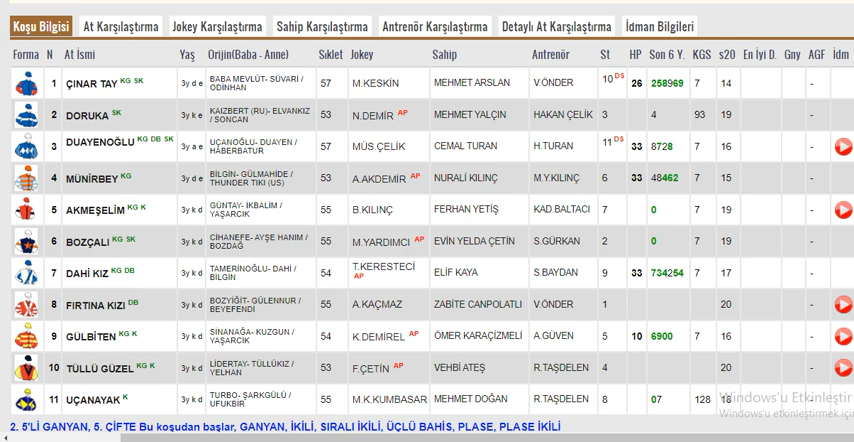 Koşu Bilgisi At Karşılaştırma Jokey Karşılaştırma Sahip Karşılaştırma Antrenör Karşılaştırma Detaylı At Karşılaştırma İdman Bilgileri
Forma N At İsmi Yaş Orijin(Baba - Anne) Sıklet Jokey Sahip Antrenör St HP Son 6 Y. KGS s20 En İyi D. Gny AGF İdm
1 ÇINAR TAY KG SK 3y d e BABA MEVLÜT- SÜVARİ / ODİNHAN 57 M.KESKİN MEHMET ARSLAN V.ÖNDER 10 DS 26 258969 7 14 -
2 DORUKA SK 3y k e KAIZBERT (RU)- ELVANKIZ / SONCAN 53 N.DEMİR AP MEHMET YALÇIN HAKAN ÇELİK 3 4 93 19 -
3 DUAYENOĞLU KG DB SK 3y a e UÇANOĞLU- DUAYEN / HABERBATUR 57 MÜS.ÇELİK CEMAL TURAN H.TURAN 11 DS 33 8728 7 16 -
4 MÜNİRBEY KG 3y d e BİLGİN- GÜLMAHİDE / THUNDER TIKI (US) 53 A.AKDEMİR AP NURALİ KILINÇ M.Y.KILINÇ 6 33 48462 7 15 -
5 AKMEŞELİM KG K 3y k d GÜNTAY- İKBALİM / YAŞARCIK 55 B.KILINÇ FERHAN YETİŞ KAD.BALTACI 7 0 7 19 -
6 BOZÇALI KG SK 3y k d CİHANEFE- AYŞE HANIM / BOZDAĞ 55 M.YARDIMCI AP EVİN YELDA ÇETİN S.GÜRKAN 2 0 7 19 -
7 DAHİ KIZ KG DB 3y k d TAMERİNOĞLU- DAHİ / BİLGİN 54 T.KERESTECİ AP ELİF KAYA S.BAYDAN 9 33 734254 7 17 -
8 FIRTINA KIZI DB 3y k d BOZYİĞİT- GÜLENNUR / BEYEFENDİ 55 A.KAÇMAZ ZABİTE CANPOLATLI V.ÖNDER 1 20 -
9 GÜLBİTEN KG K 3y k d SİNANAĞA- KUZGUN / YAŞARCIK 55 K.DEMİREL AP ÖMER KARAÇİZMELİ A.GÜVEN 5 10 6900 7 16 -
10 TÜLLÜ GÜZEL KG K 3y k d LİDERTAY- TÜLLÜKIZ / YELHAN 53 F.ÇETİN AP VEHBİ ATEŞ R.TAŞDELEN 4 20 -
11 UÇANAYAK K 3y k d TURBO- ŞARKGÜLÜ / UFUKBİR 55 M.K.KUMBASAR MEHMET DOĞAN R.TAŞDELEN 8 07 128 18 -
Windows'u Etkinleştir
Windows'u etkinleştirmek için
2. 5'Lİ GANYAN, 5. ÇİFTE Bu koşudan başlar, GANYAN, İKİLİ, SIRALI İKİLİ, ÜÇLÜ BAHİS, PLASE, PLASE İKİLİ